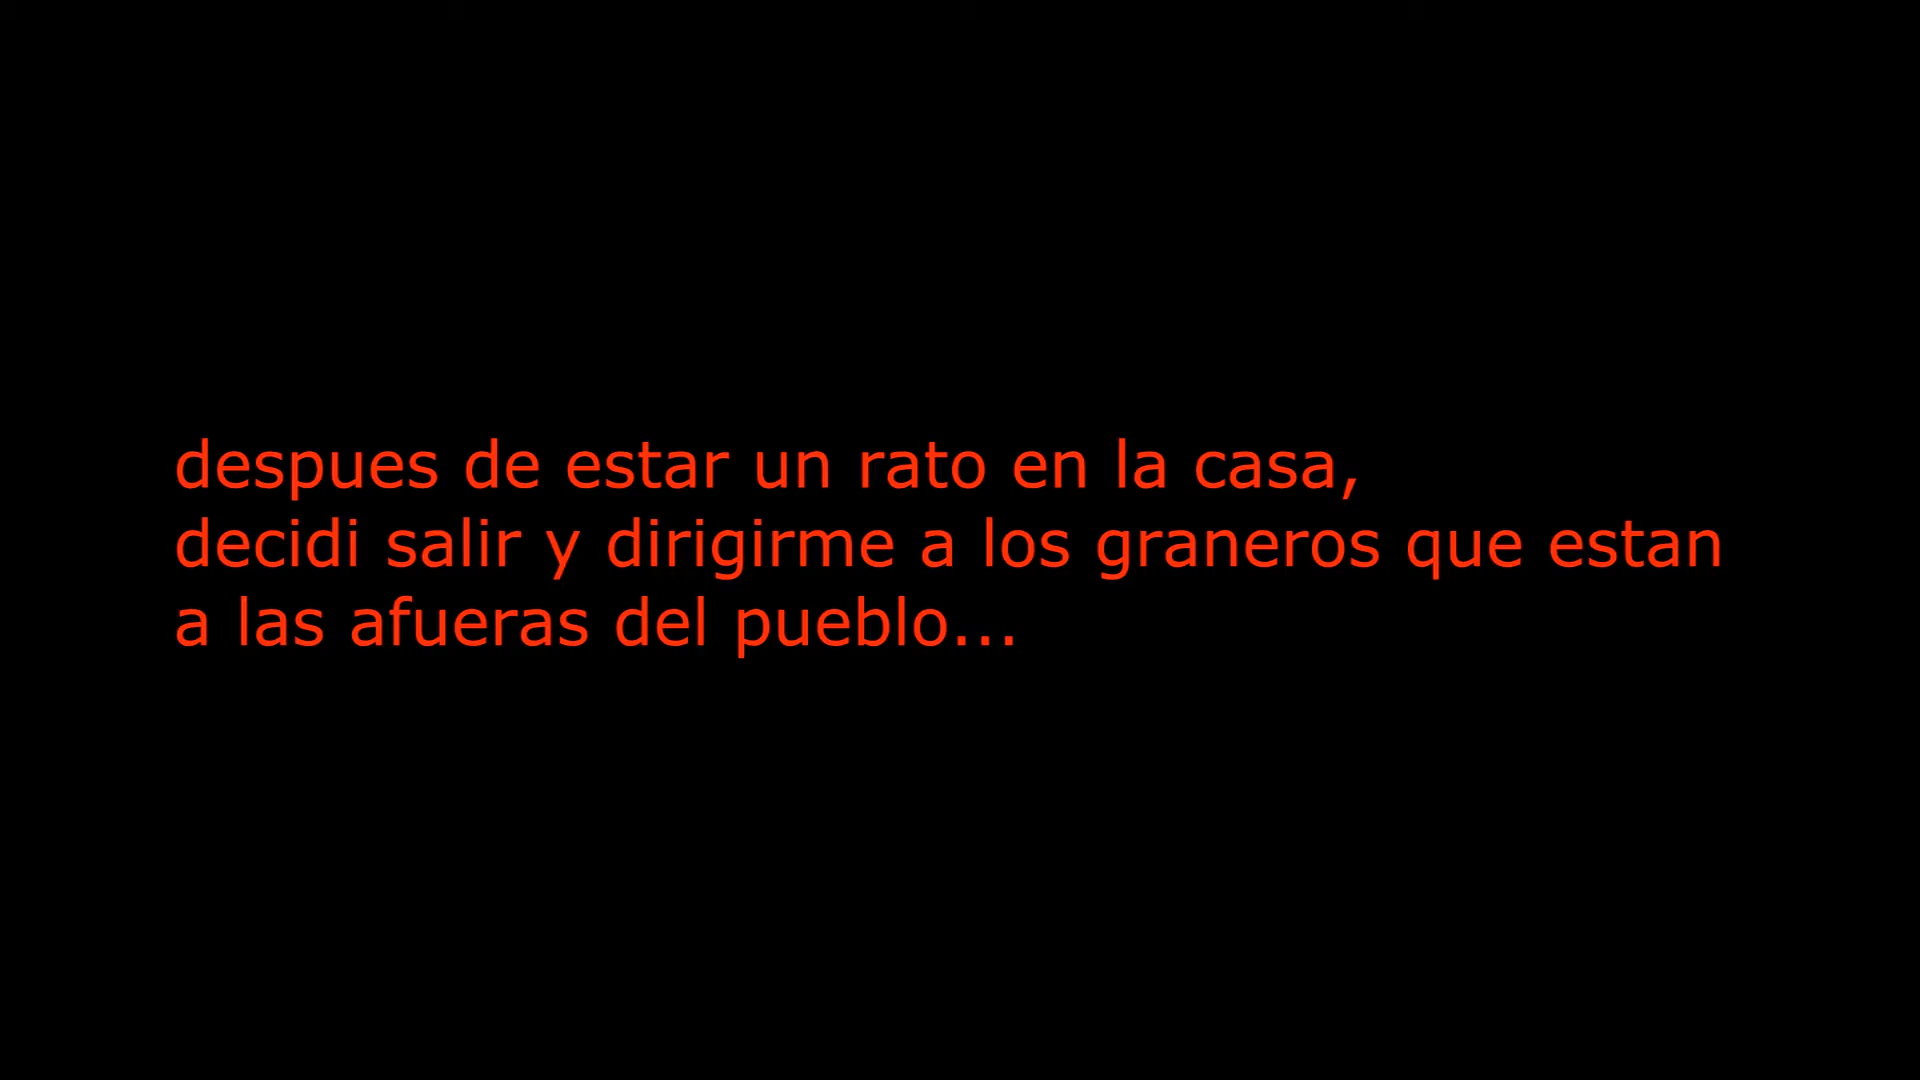 despues de estar un rato en la casa,
decidi salir y dirigirme a los graneros que estan
a las afueras del pueblo...